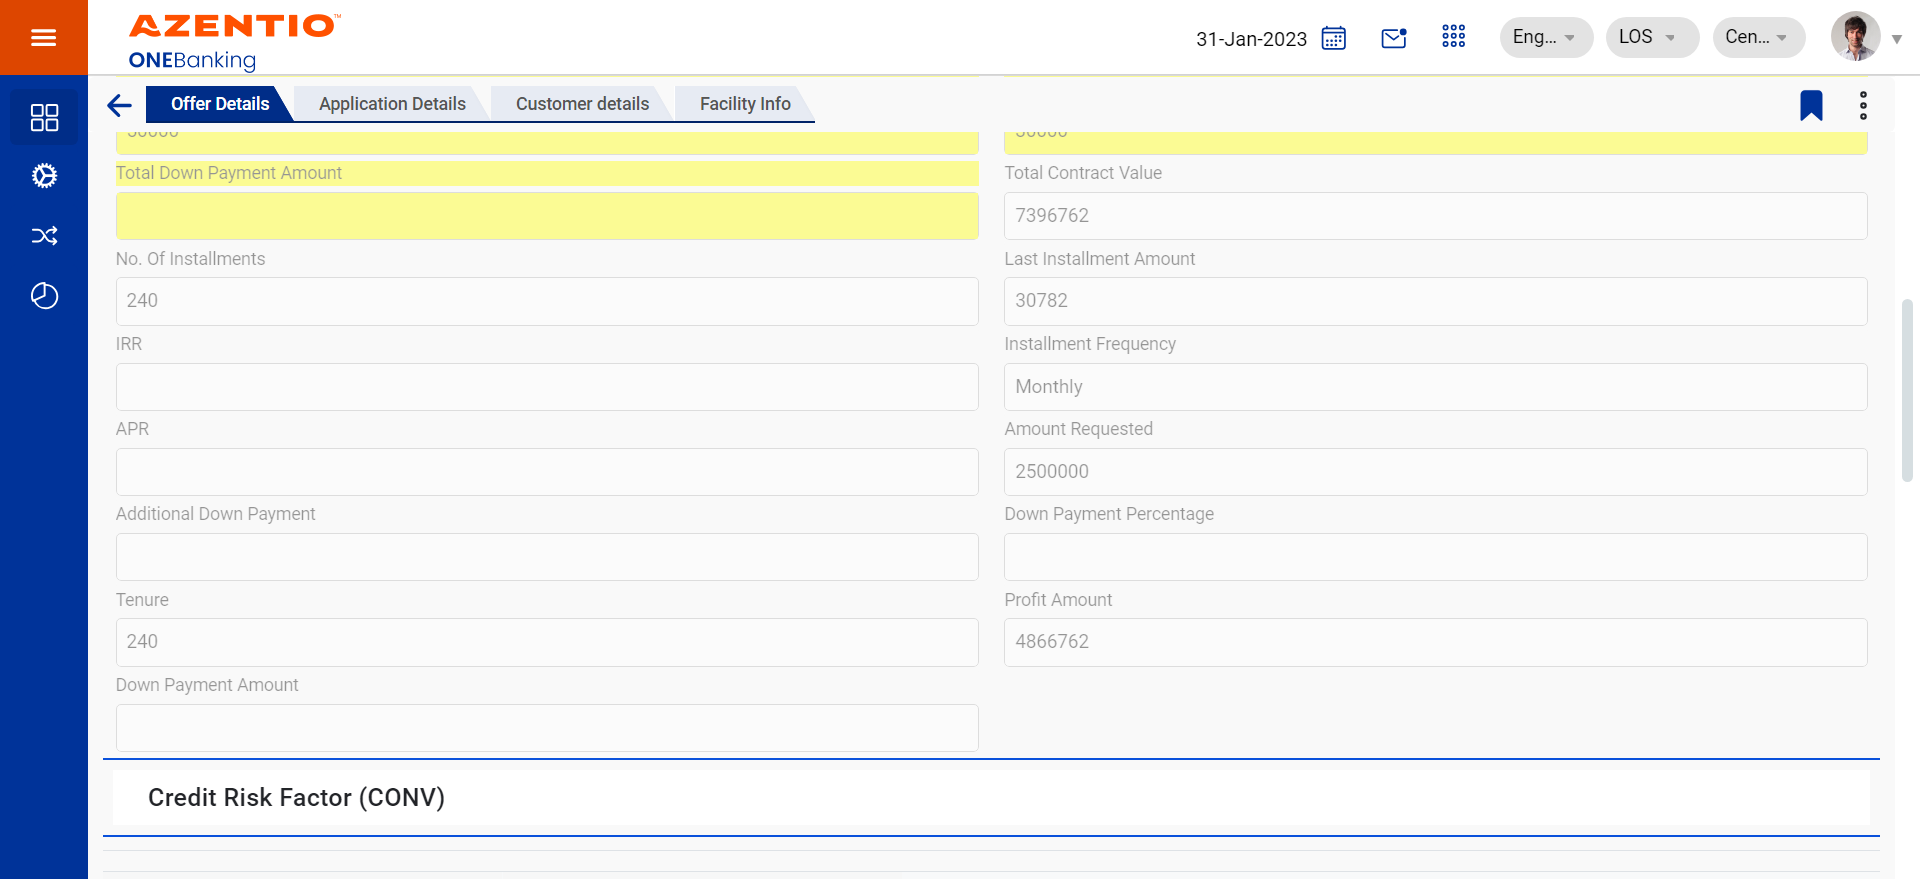 AZENTIO™
ONEBanking
31-Jan-2023
Eng...
LOS
Cen...
Offer Details
Application Details
Customer details
Facility Info
Total Down Payment Amount
Total Contract Value
7396762
No. Of Installments
Last Installment Amount
240
30782
IRR
Installment Frequency
Monthly
APR
Amount Requested
2500000
Additional Down Payment
Down Payment Percentage
Tenure
Profit Amount
240
4866762
Down Payment Amount
Credit Risk Factor (CONV)